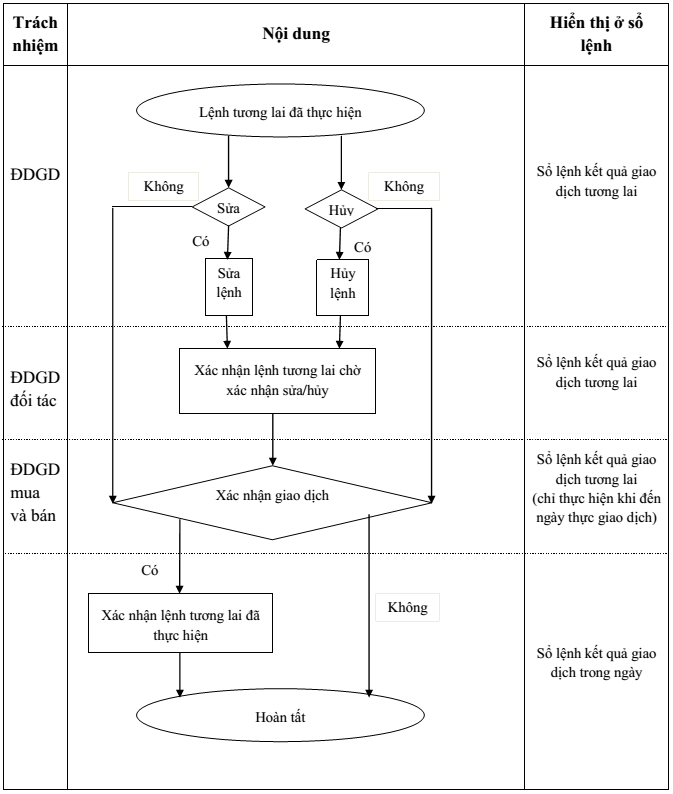 Trách
nhiệm
Nội dung
Hiển thị ở sổ
lệnh
Lệnh tương lai đã thực hiện
ĐDGD
Không
Không
Sổ lệnh kết quả giao
dịch tương lai
Sửa
Hủv
Có
Có
Sửa
lệnh
Hủy
lệnh
ĐDGD
đối tác
Xác nhận lệnh tương lai chờ
xác nhận sửa/hủy
Sổ lệnh kết quả giao
dịch tương lai
ĐDGD
mua
và bán
Xác nhận giao dịch
Sổ lệnh kết quả giao
dịch tương lai
(chỉ thực hiện khi đến
ngày thực giao dịch)
Có
Không
Xác nhận lệnh tương lai đã
thực hiện
Sổ lệnh kết quả giao
dịch trong ngày
Hoàn tất